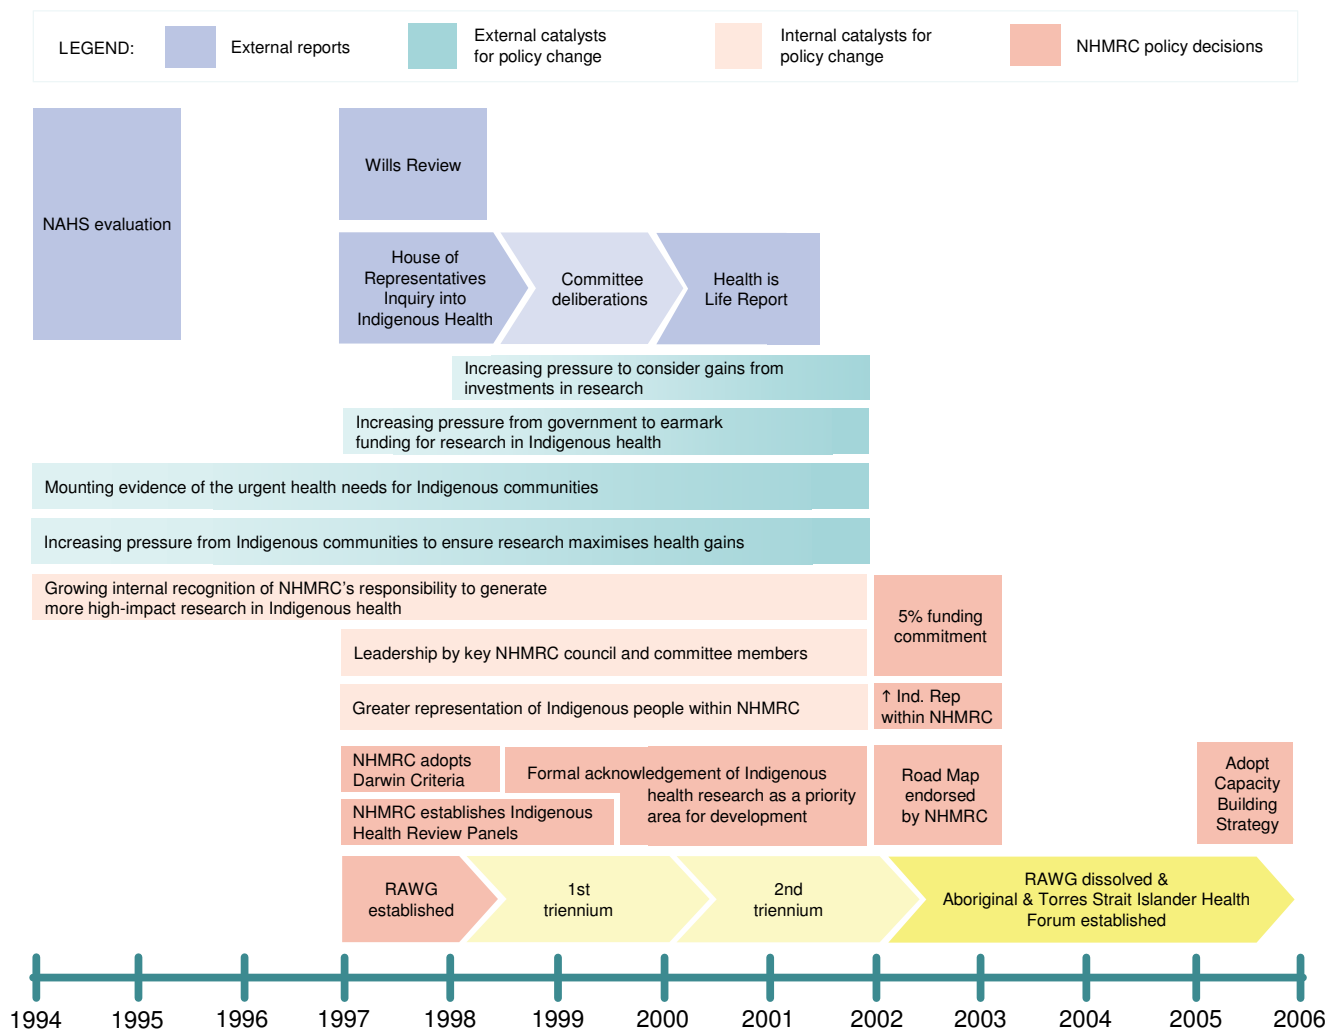 LEGEND:
External reports
External catalysts
for policy change
Internal catalysts for
policy change
NHMRC policy decisions
NAHS evaluation
Wills Review
House of
Representatives
Inquiry into
Indigenous Health
Committee
deliberations
Health is
Life Report
Increasing pressure to consider gains from
investments in research
Increasing pressure from government to earmark
funding for research in Indigenous health
Mounting evidence of the urgent health needs for Indigenous communities
Increasing pressure from Indigenous communities to ensure research maximises health gains
Growing internal recognition of NHMRC’s responsibility to generate
more high-impact research in Indigenous health
5% funding
commitment
Leadership by key NHMRC council and committee members
Greater representation of Indigenous people within NHMRC
↑ Ind. Rep
within NHMRC
NHMRC adopts
Darwin Criteria
Formal acknowledgement of Indigenous
health research as a priority
area for development
NHMRC establishes Indigenous
Health Review Panels
Road Map
endorsed
by NHMRC
Adopt
Capacity
Building
Strategy
RAWG
established
1st
triennium
2nd
triennium
RAWG dissolved &
Aboriginal & Torres Strait Islander Health
Forum established
1994 1995 1996 1997 1998 1999 2000 2001 2002 2003 2004 2005 2006